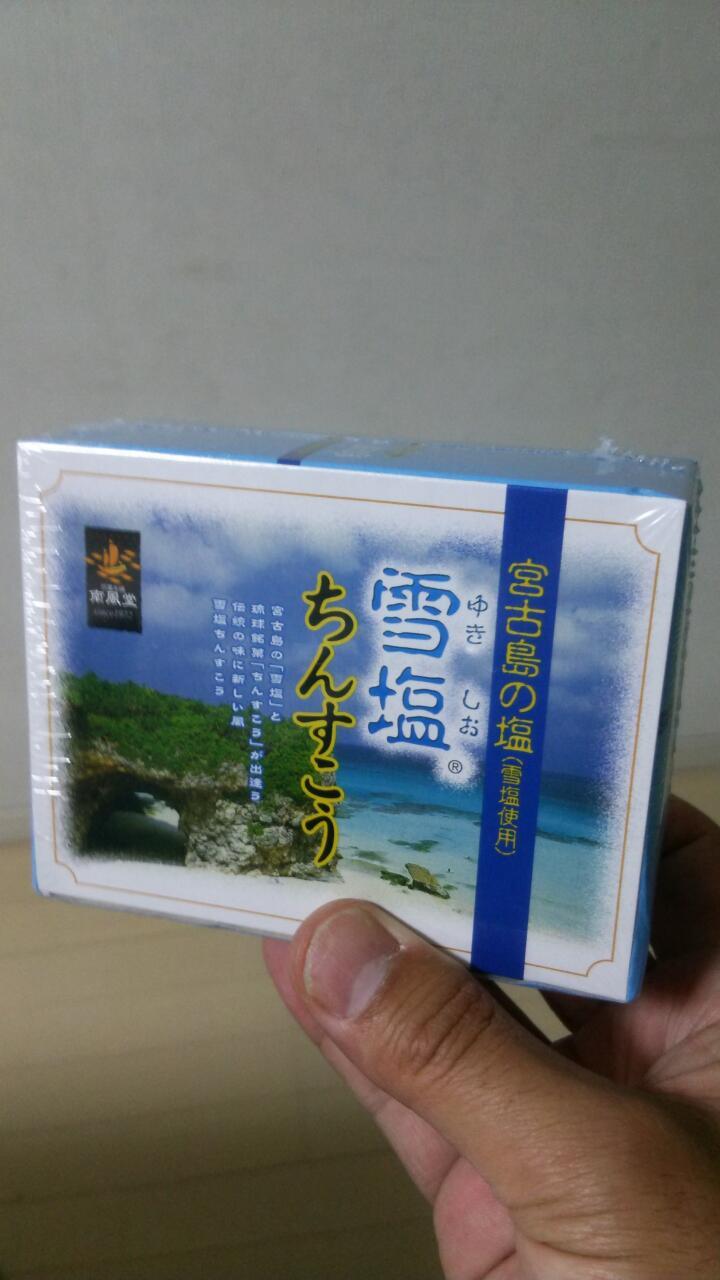 宮古島の塩(雪塩使用)
雪塩®
ゆき しお
ちんすこう
宮古島の「雪塩」と
琉球銘菓「ちんすこう」が出逢う
伝統の味に新しい風
雪塩ちんすこう
南風堂
since1932